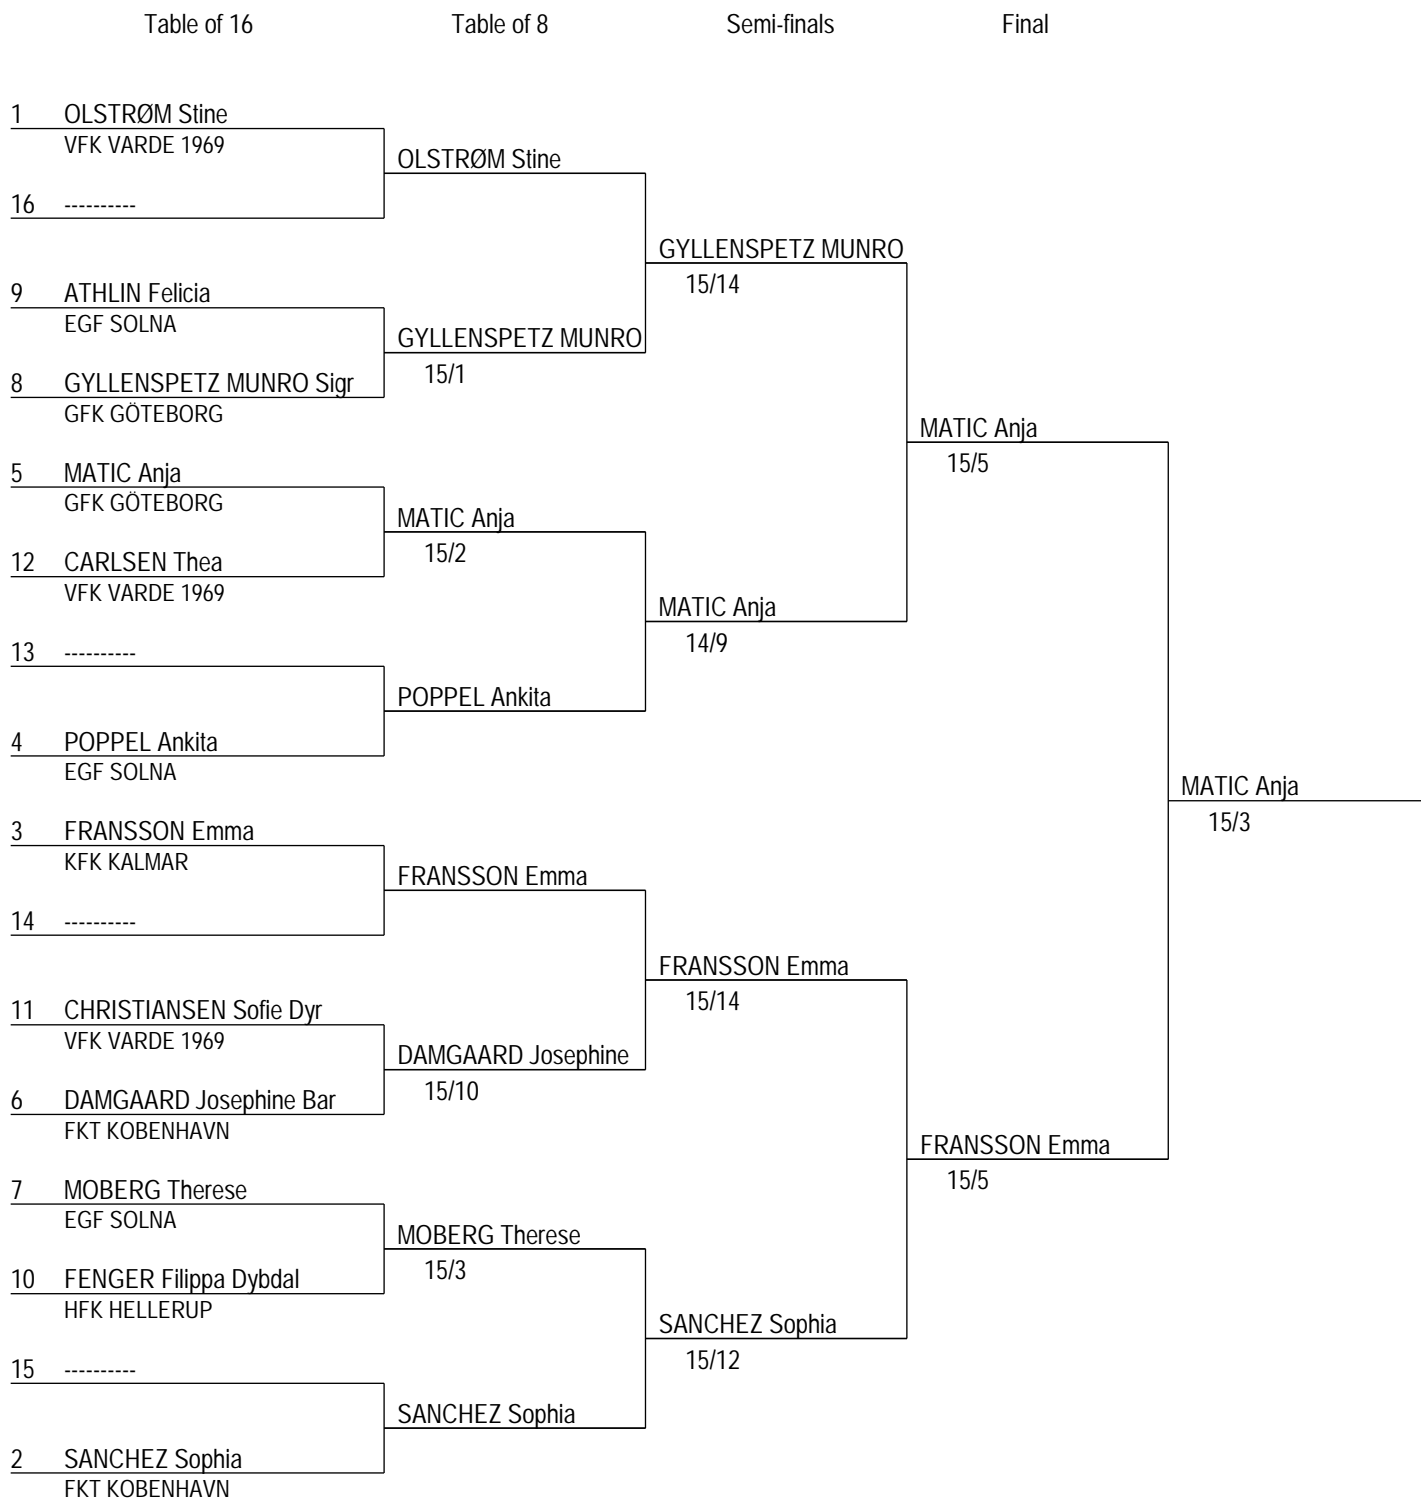 Table of 16 Table of 8 Semi-finals Final
1 OLSTRØM Stine
VFK VARDE 1969
OLSTRØM Stine
16 ----------
GYLLENSPETZ MUNRO
15/14
9 ATHLIN Felicia
EGF SOLNA
GYLLENSPETZ MUNRO
15/1
8 GYLLENSPETZ MUNRO Sigr
GFK GÖTEBORG
MATIC Anja
15/5
5 MATIC Anja
GFK GÖTEBORG
MATIC Anja
15/2
12 CARLSEN Thea
VFK VARDE 1969
MATIC Anja
14/9
13 ----------
POPPEL Ankita
4 POPPEL Ankita
EGF SOLNA
MATIC Anja
15/3
3 FRANSSON Emma
KFK KALMAR
FRANSSON Emma
14 ----------
FRANSSON Emma
15/14
11 CHRISTIANSEN Sofie Dyr
VFK VARDE 1969
DAMGAARD Josephine
15/10
6 DAMGAARD Josephine Bar
FKT KOBENHAVN
FRANSSON Emma
15/5
7 MOBERG Therese
EGF SOLNA
MOBERG Therese
15/3
10 FENGER Filippa Dybdal
HFK HELLERUP
SANCHEZ Sophia
15/12
15 ----------
SANCHEZ Sophia
2 SANCHEZ Sophia
FKT KOBENHAVN